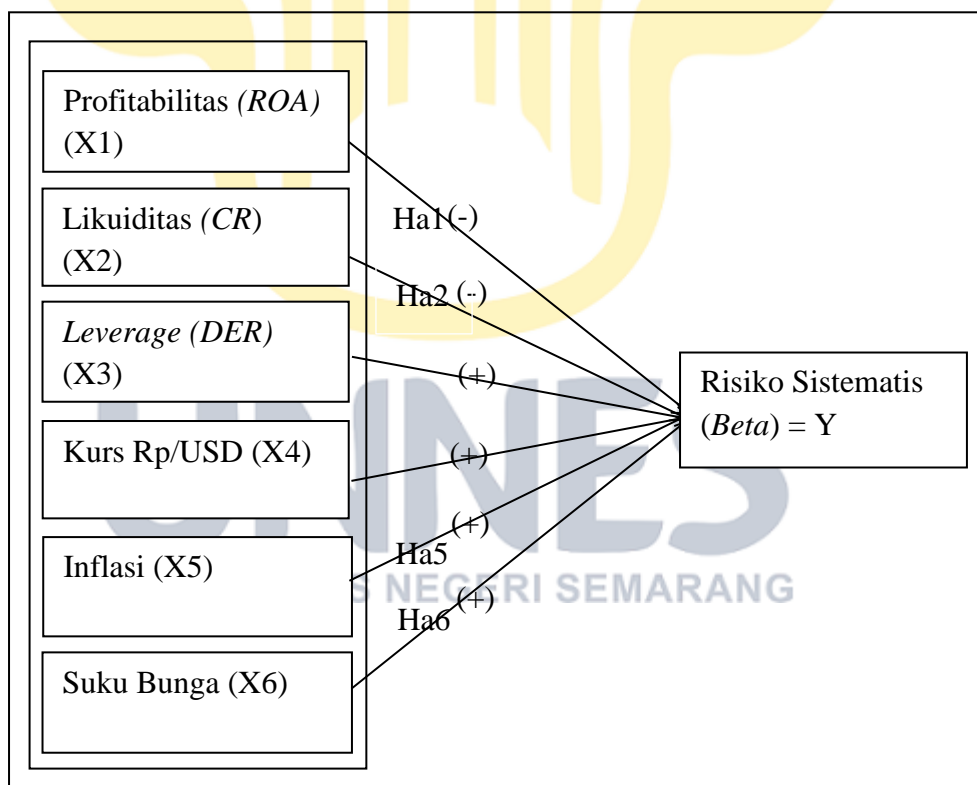 Profitabilitas (ROA)
(X1)
Likuiditas (CR)
(X2)
Leverage (DER)
(X3)
Kurs Rp/USD (X4)
Inflasi (X5)
Suku Bunga (X6)
Ha1(-)
Ha2 (-)
(+)
(+)
(+)
Ha5
(+)
Ha6
Risiko Sistematis
(Beta) = Y
UNNES
NEGERI SEMARANG